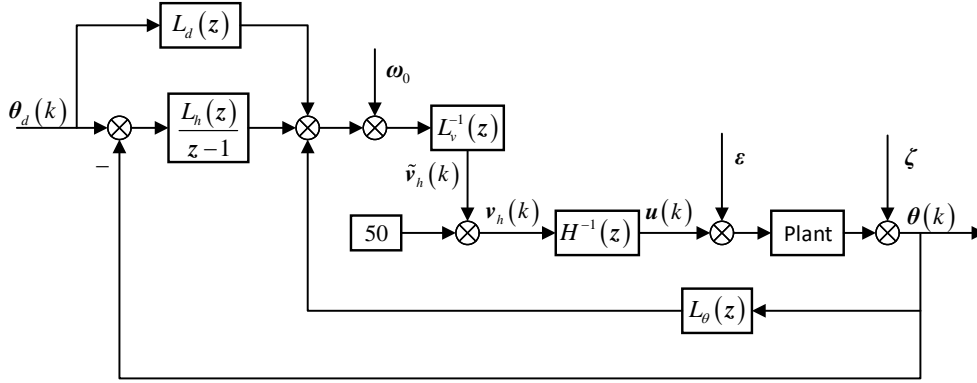 L_d(z)
ω_0
θ_d(k)
L_h(z)
z−1
L_v^{-1}(z)
−
ṽ_h(k)
ε
ζ
50
v_h(k)
H^{-1}(z)
u(k)
Plant
θ(k)
L_θ(z)